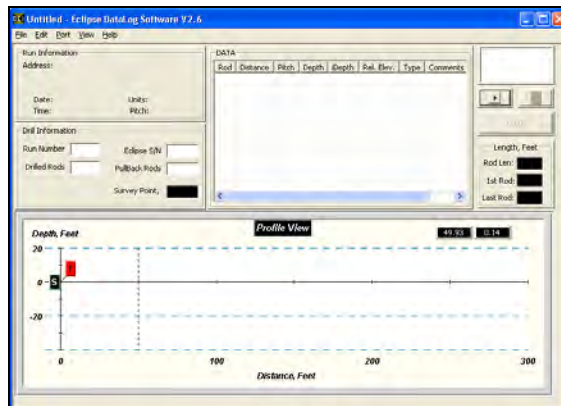 Untitled - Eclipse DataLog Software V2.6
File Edit Port View Help
Run Information
Address:
Date: Units:
Time: Pitch:
DATA
Rod Distance Pitch Depth iDepth Rel. Elev. Type Comments
Drill Information
Run Number Eclipse S/N
Drilled Rods PullBack Rods
Survey Point,
Length, Feet
Rod Len:
1st Rod:
Last Rod:
Profile View
49.93 0.14
Depth, Feet
20
0
-20
S
0 100 200 300
Distance, Feet